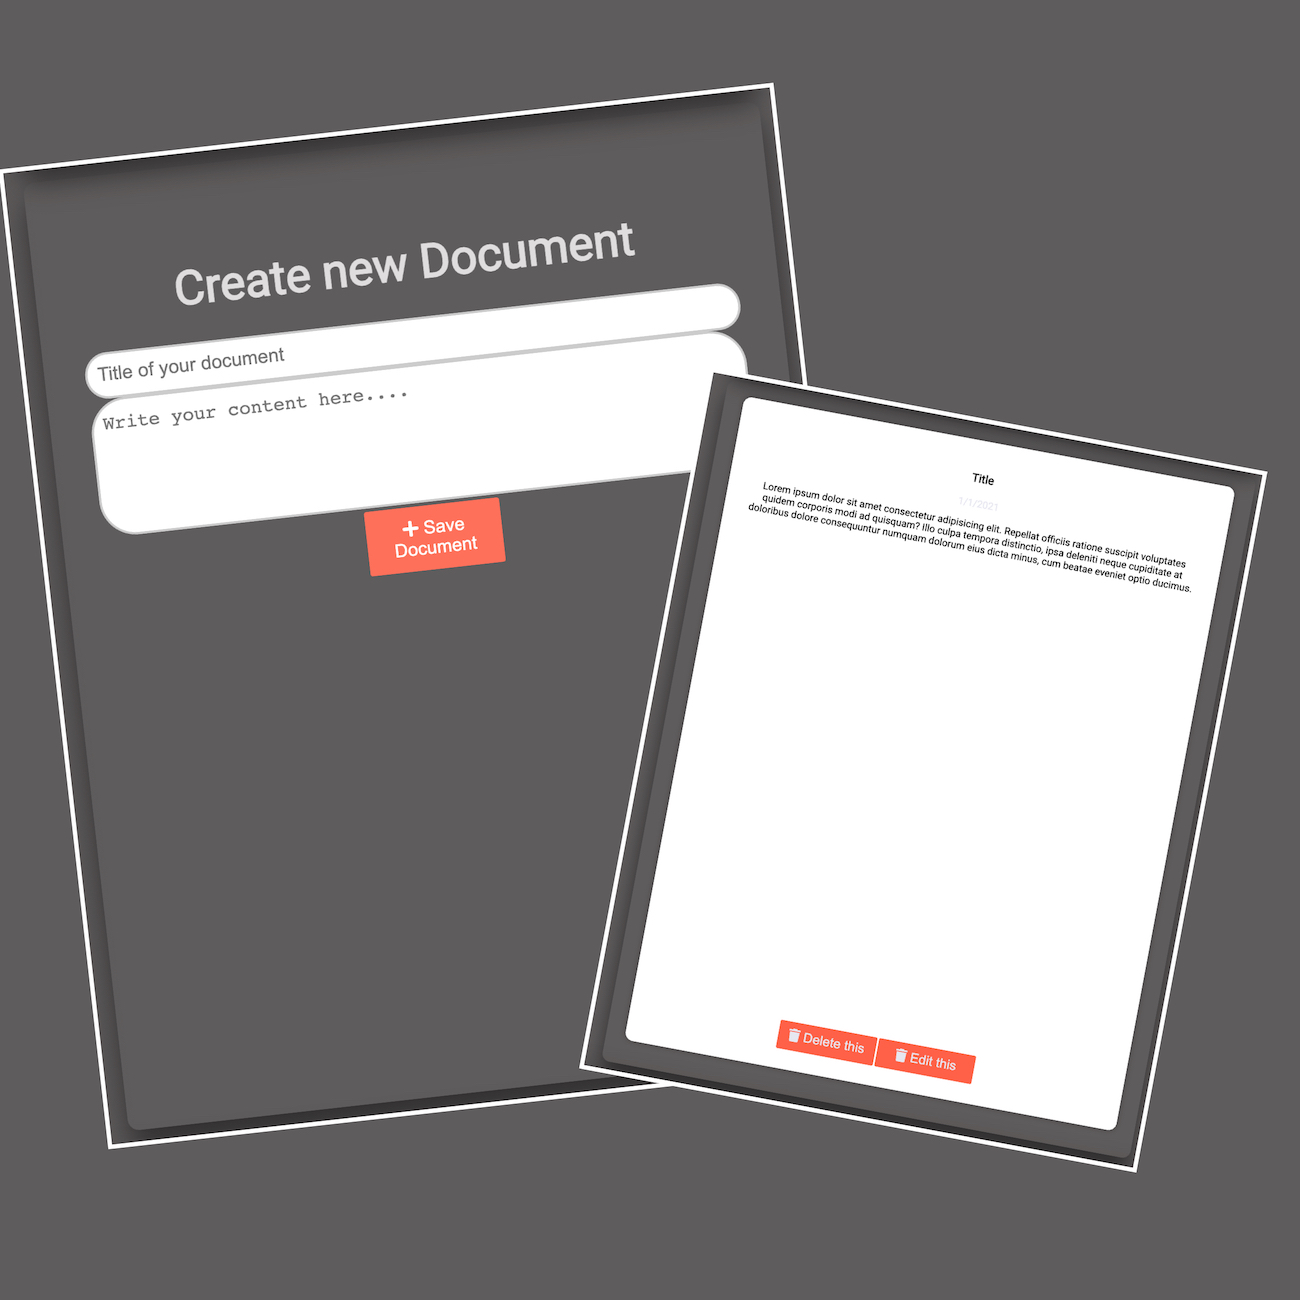 Create new Document
Title of your document
Write your content here....
Save
Document
Title
1/1/2021
Lorem ipsum dolor sit amet consectetur adipisicing elit. Repellat officiis ratione suscipit voluptates
quidem corporis modi ad quisquam? Illo culpa tempora distinctio, ipsa deleniti neque cupiditate at
doloribus dolore consequuntur numquam dolorum eius dicta minus, cum beatae eveniet optio ducimus.
Delete this
Edit this